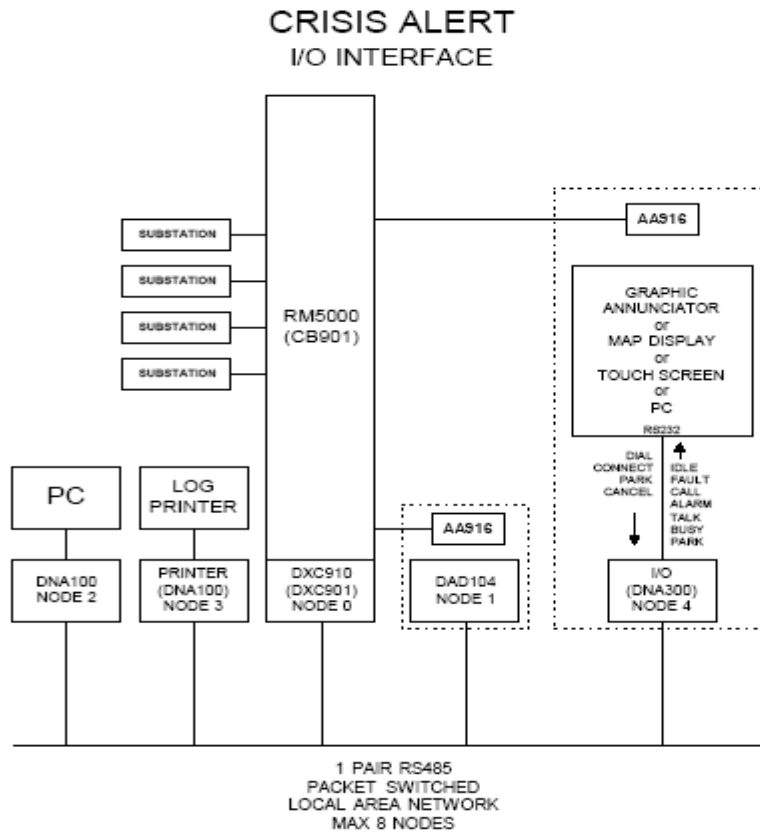 CRISIS ALERT
I/O INTERFACE
AA916
SUBSTATION
SUBSTATION
SUBSTATION
SUBSTATION
RM5000
(CB901)
GRAPHIC
ANNUNCIATOR
or
MAP DISPLAY
or
TOUCH SCREEN
or
PC
RS232
DIAL
CONNECT
PARK
CANCEL
IDLE
FAULT
CALL
ALARM
TALK
BUSY
PARK
PC
LOG
PRINTER
AA916
DNA100
NODE 2
PRINTER
(DNA100)
NODE 3
DXC910
(DXC901)
NODE 0
DAD104
NODE 1
I/O
(DNA300)
NODE 4
1 PAIR RS485
PACKET SWITCHED
LOCAL AREA NETWORK
MAX 8 NODES